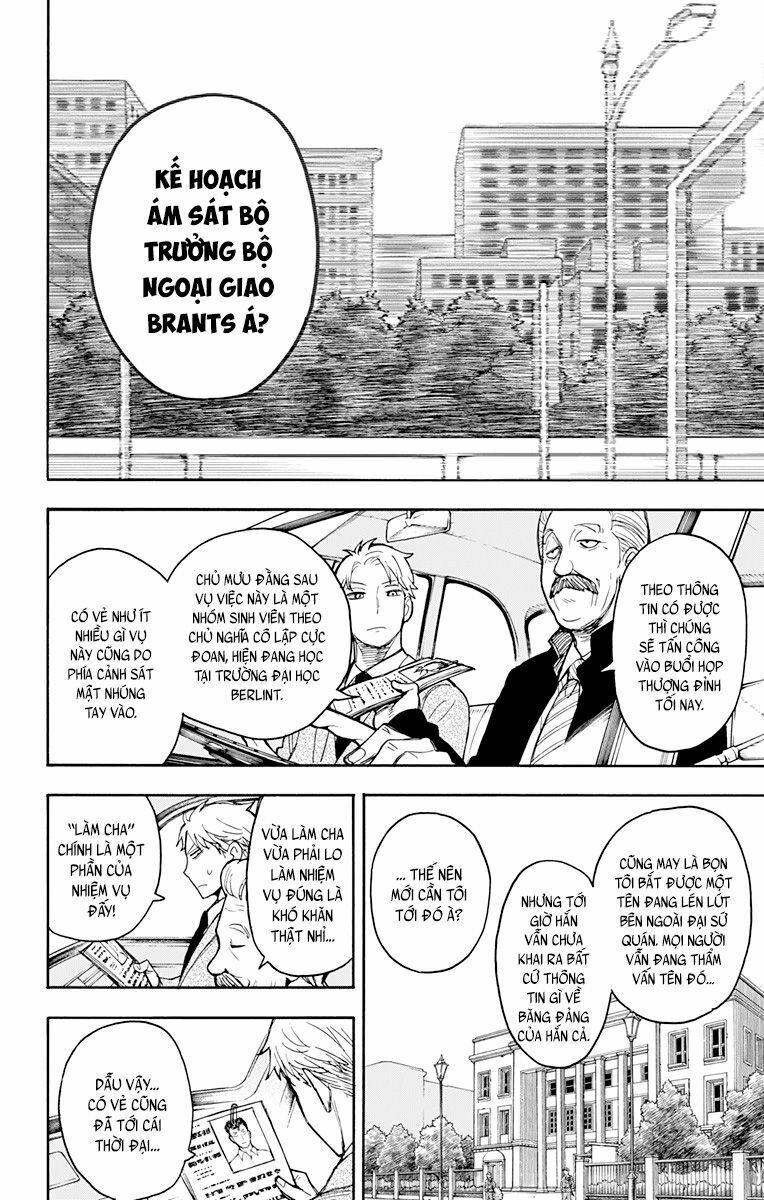 KẾ HOẠCH
ÁM SÁT BỘ
TRƯỞNG BỘ
NGOẠI GIAO
BRANTS Á?
THEO THÔNG
TIN CÓ ĐƯỢC
THÌ CHÚNG
SẼ TẤN CÔNG
VÀO BUỔI HỌP
THƯỢNG ĐỈNH
TỐI NAY.
CHỦ MƯU ĐẰNG SAU
VỤ VIỆC NÀY LÀ MỘT
NHÓM SINH VIÊN THEO
CHỦ NGHĨA CÔ LẬP CỰC
ĐOAN, HIỆN ĐANG HỌC
TẠI TRƯỜNG ĐẠI HỌC
BERLINT.
CÓ VẺ NHƯ ÍT
NHIỀU GÌ VỤ
NÀY CŨNG DO
PHÍA CẢNH SÁT
MẬT NHÚNG
TAY VÀO.
CŨNG MAY LÀ BỌN
TÔI BẮT ĐƯỢC MỘT
TÊN ĐANG LÉN LÚT
BÊN NGOÀI ĐẠI SỨ
QUÁN. MỌI NGƯỜI
VẪN ĐANG THẨM
VẤN TÊN ĐÓ...
NHƯNG TỚI
GIỜ HẮN
VẪN CHƯA
KHAI RA BẤT
CỨ THÔNG
TIN GÌ VỀ
BĂNG ĐẢNG
CỦA HẮN CẢ.
... THẾ NÊN
MỚI CẦN TÔI
TỚI ĐÓ À?
VỪA LÀM CHA
VỪA PHẢI LO
LÀM NHIỆM
VỤ ĐÚNG LÀ
KHÓ KHĂN
THẬT NHỈ...
"LÀM CHA"
CHÍNH LÀ MỘT
PHẦN CỦA
NHIỆM VỤ
ĐẤY!
DẪU VẬY...
CÓ VẺ CŨNG
ĐÃ TỚI CÁI
THỜI ĐẠI...